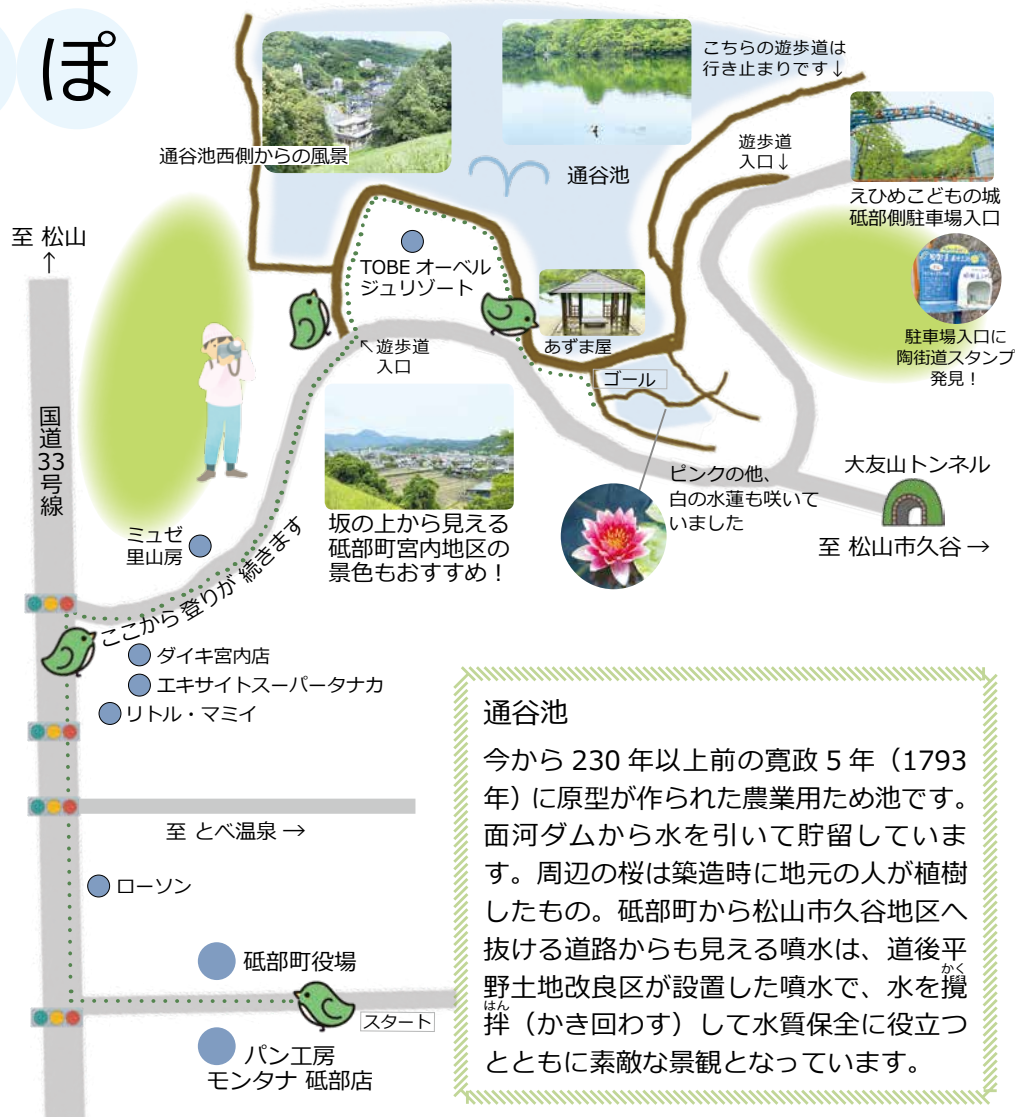 ぽ
こちらの遊歩道は
行き止まりです↓
通谷池西側からの風景
遊歩道
入口↓
通谷池
えひめこどもの城
砥部側駐車場入口
至 松山
↑
TOBE オーベル
ジュリゾート
あずま屋
駐車場入口に
陶街道スタンプ
発見！
↖遊歩道
入口
ゴール
国道33号線
ピンクの他、
白の水蓮も咲いて
いました
大友山トンネル
至 松山市久谷→
坂の上から見える
砥部町宮内地区の
景色もおすすめ！
ミュゼ
里山房
ここから登りが続きます
ダイキ宮内店
エキサイトスーパータナカ
リトル・マミイ
至 とべ温泉→
ローソン
砥部町役場
スタート
パン工房
モンタナ 砥部店
通谷池
今から 230 年以上前の寛政 5 年（1793
年）に原型が作られた農業用ため池です。
面河ダムから水を引いて貯留していま
す。周辺の桜は築造時に地元の人が植樹
したもの。砥部町から松山市久谷地区へ
抜ける道路からも見える噴水は、道後平
野土地改良区が設置した噴水で、水を攪
かく
拌（かき回わす）して水質保全に役立つ
はん
とともに素敵な景観となっています。